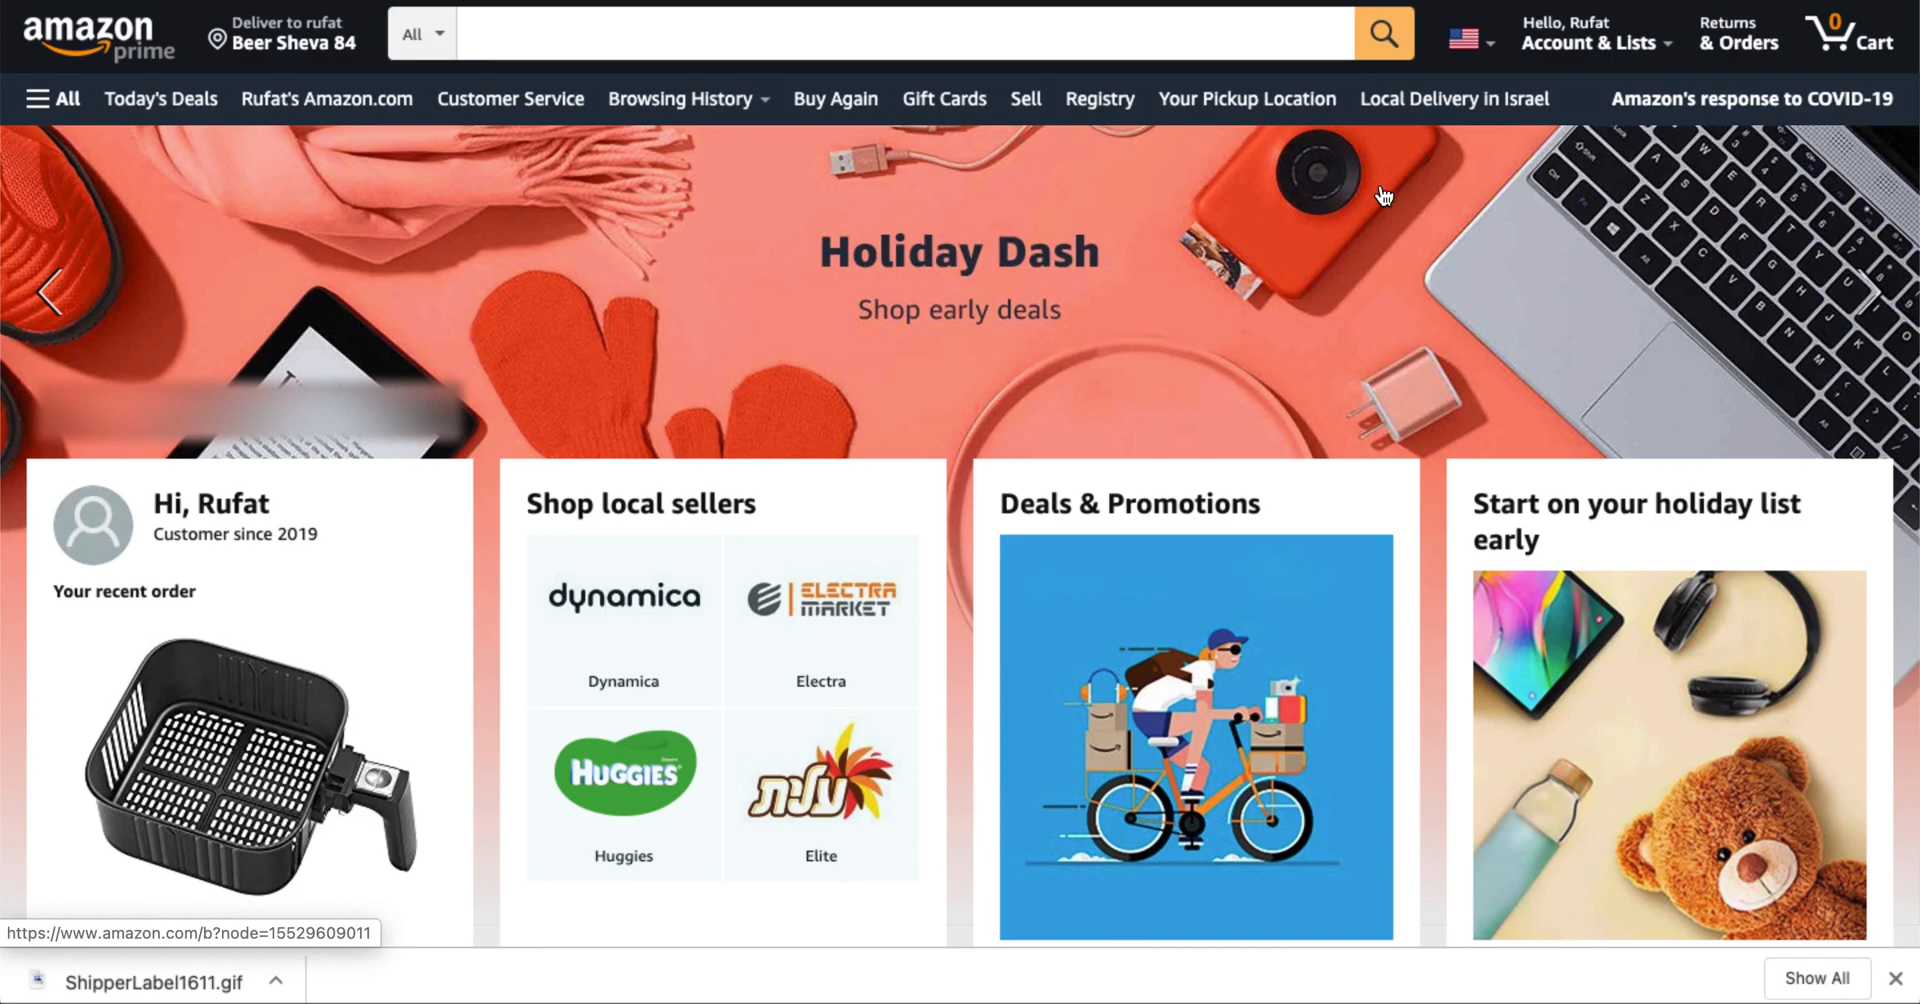 amazon
prime
Deliver to rufat
Beer Sheva 84
All
Hello, Rufat
Account & Lists
Returns
& Orders
0
Cart
All
Today's Deals
Rufat's Amazon.com
Customer Service
Browsing History
Buy Again
Gift Cards
Sell
Registry
Your Pickup Location
Local Delivery in Israel
Amazon's response to COVID-19
Holiday Dash
Shop early deals
Hi, Rufat
Customer since 2019
Your recent order
Shop local sellers
dynamica
Dynamica
ELECTRA
MARKET
Electra
HUGGIES
Huggies
עלית
Elite
Deals & Promotions
Start on your holiday list
early
https://www.amazon.com/b?node=15529609011
ShipperLabel1611.gif
Show All